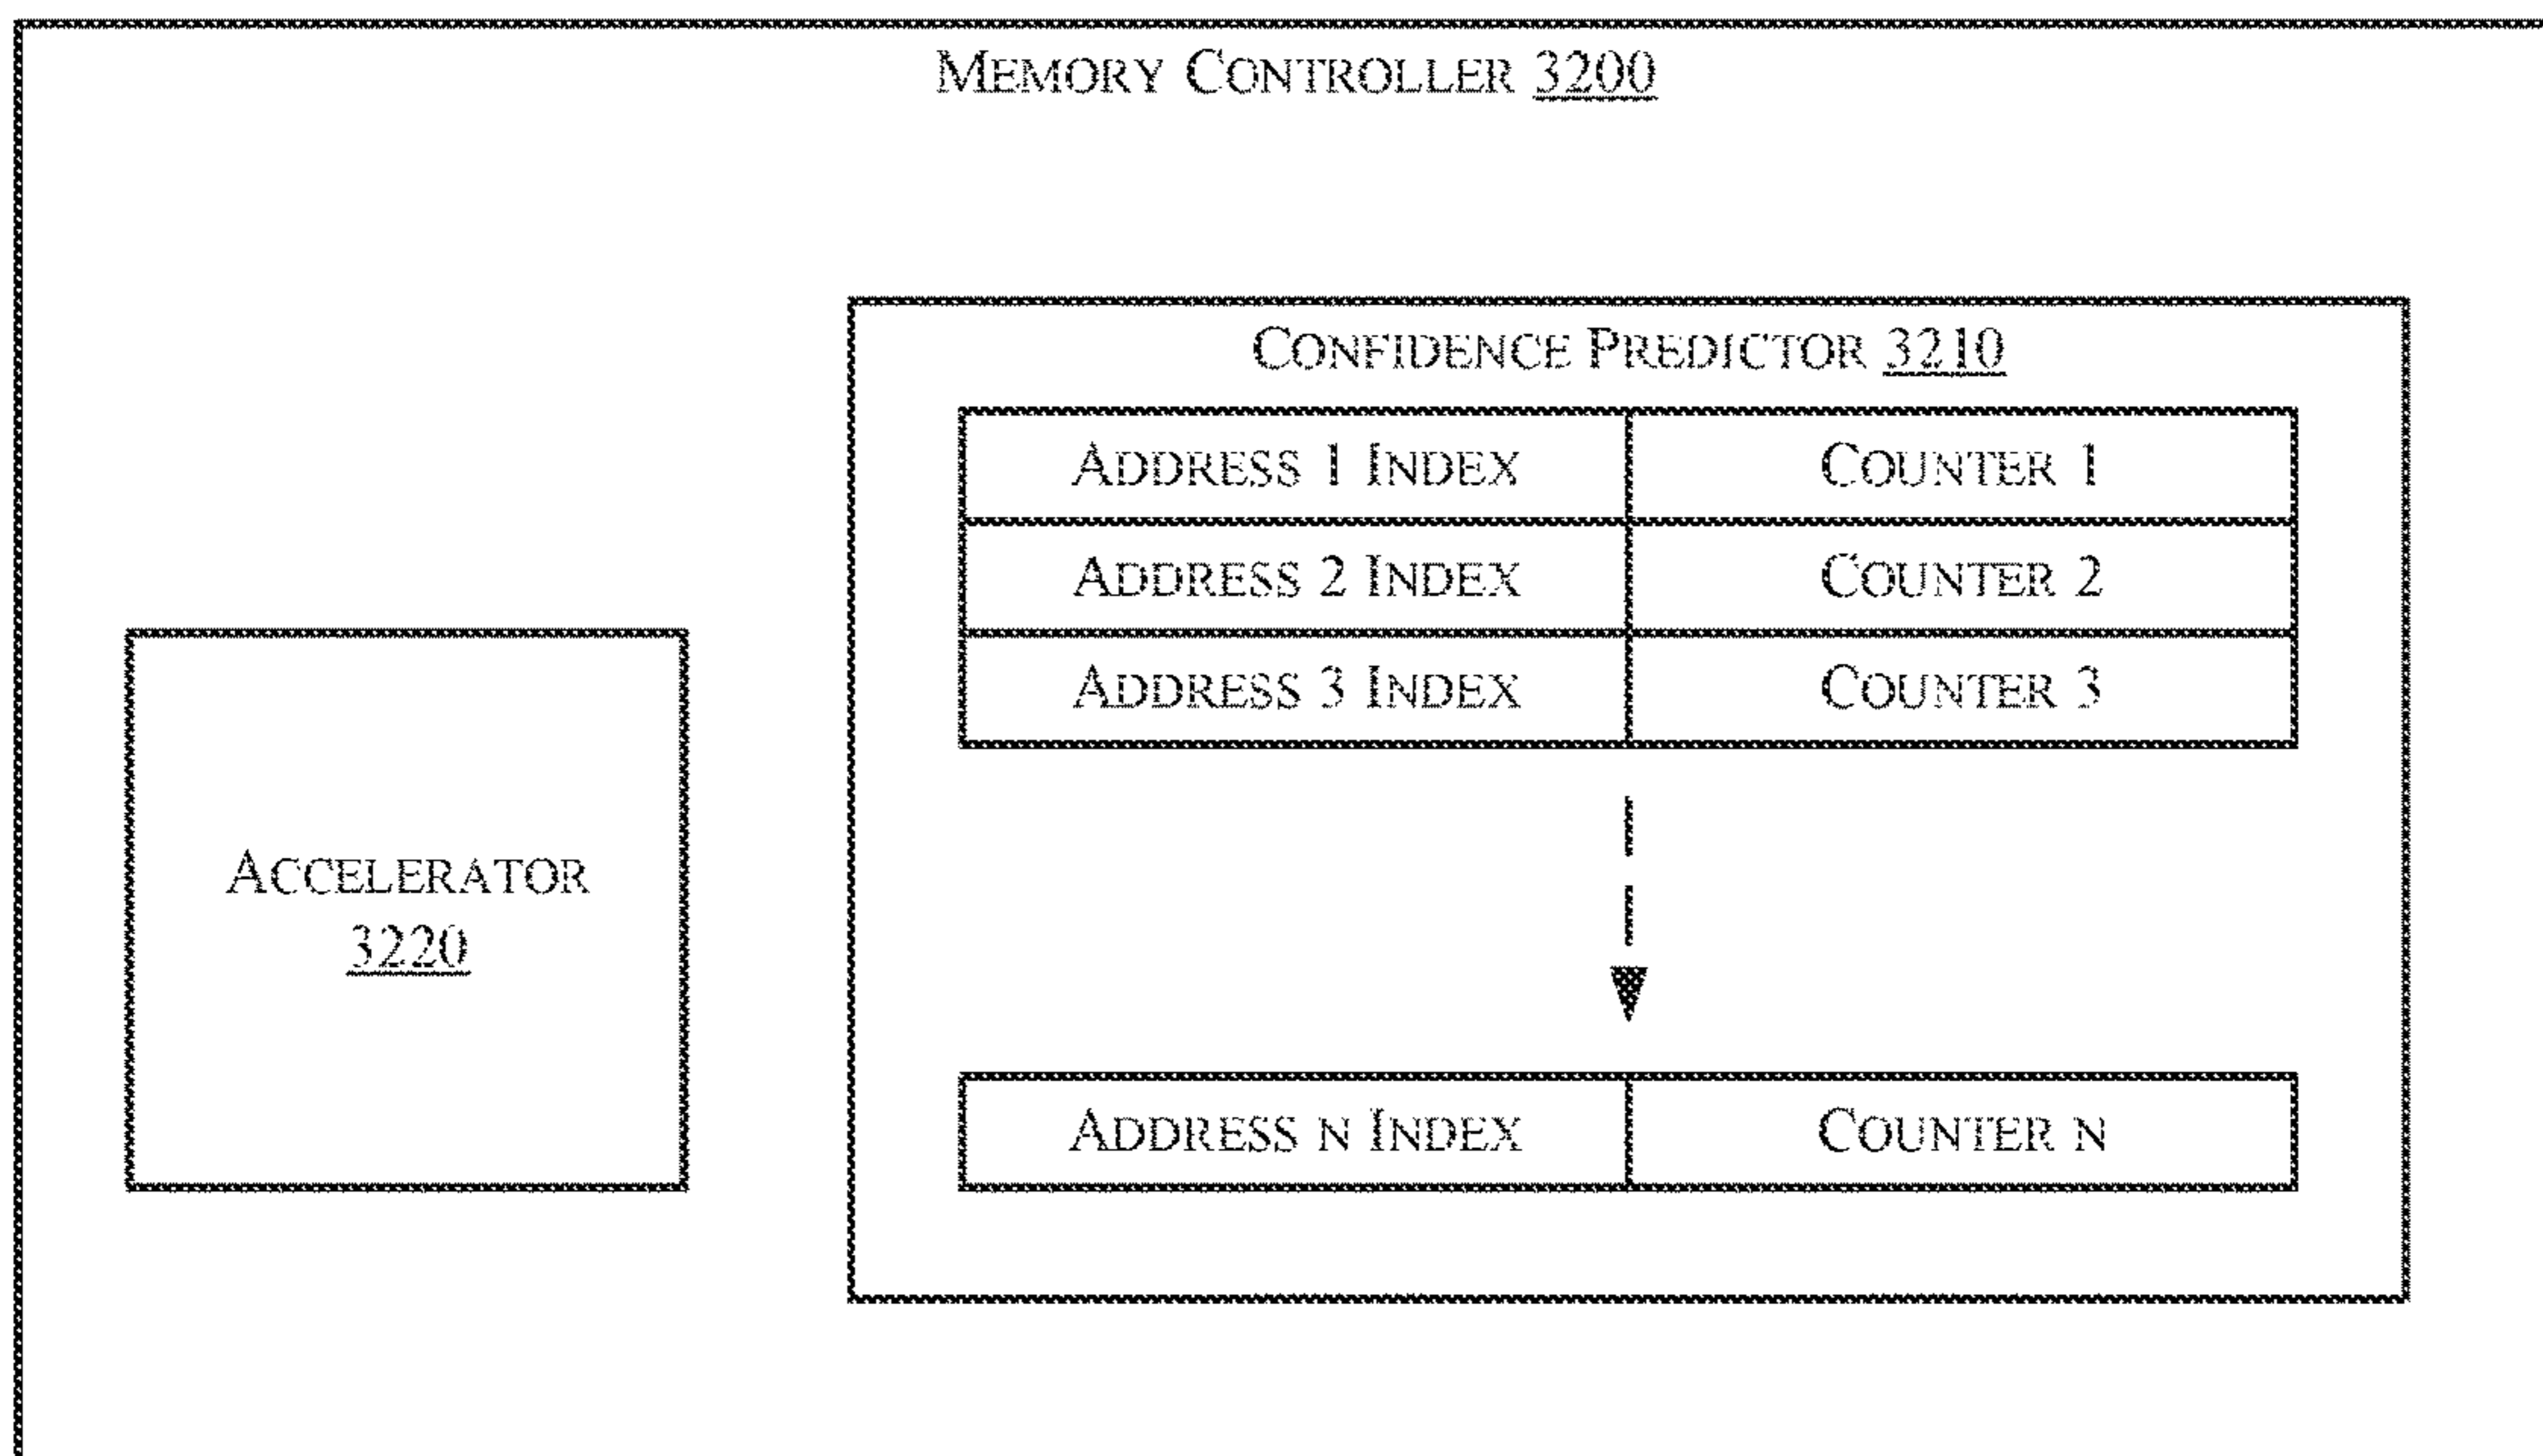 MEMORY CONTROLLER 3200
CONFIDENCE PREDICTOR 3210
ADDRESS 1 INDEX COUNTER 1
ADDRESS 2 INDEX COUNTER 2
ADDRESS 3 INDEX COUNTER 3
ACCELERATOR
3220
ADDRESS N INDEX COUNTER N